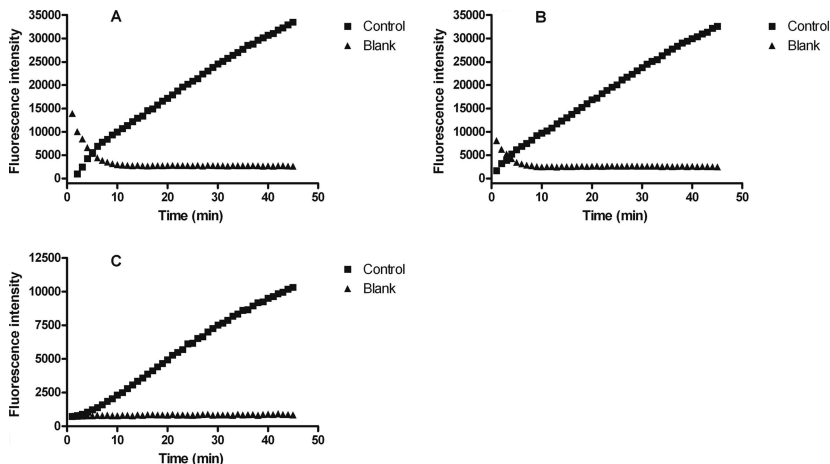 A
Fluorescence intensity
35000
30000
25000
20000
15000
10000
5000
0
0 10 20 30 40 50
Time (min)
Control
Blank
B
Fluorescence intensity
35000
30000
25000
20000
15000
10000
5000
0
0 10 20 30 40 50
Time (min)
Control
Blank
C
Fluorescence intensity
12500
10000
7500
5000
2500
0
0 10 20 30 40 50
Time (min)
Control
Blank